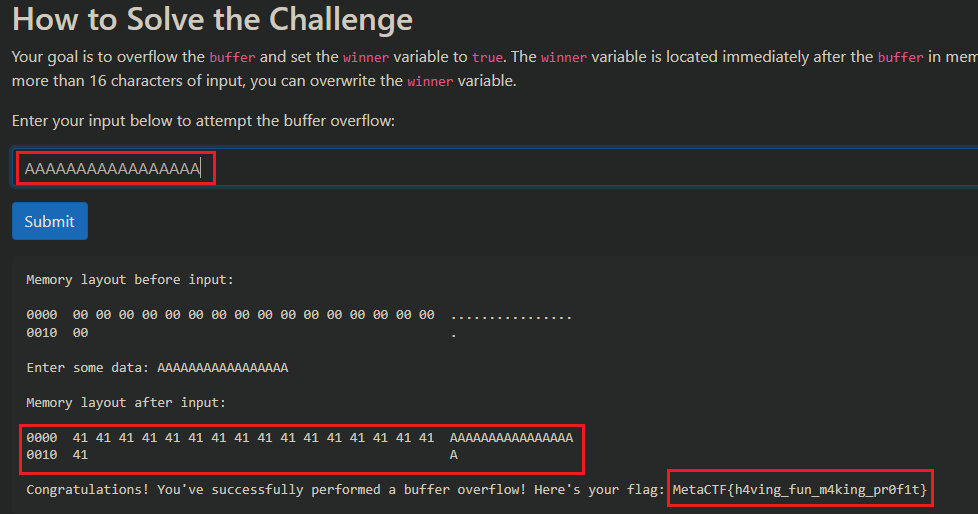 How to Solve the Challenge
Your goal is to overflow the buffer and set the winner variable to true. The winner variable is located immediately after the buffer in mem
more than 16 characters of input, you can overwrite the winner variable.
Enter your input below to attempt the buffer overflow:
AAAAAAAAAAAAAAAAA
Submit
Memory layout before input:
0000  00 00 00 00 00 00 00 00 00 00 00 00 00 00 00 00  ................
0010  00                                               .
Enter some data: AAAAAAAAAAAAAAAAA
Memory layout after input:
0000  41 41 41 41 41 41 41 41 41 41 41 41 41 41 41 41  AAAAAAAAAAAAAAAA
0010  41                                               A
Congratulations! You've successfully performed a buffer overflow! Here's your flag: MetaCTF{h4ving_fun_m4king_pr0f1t}